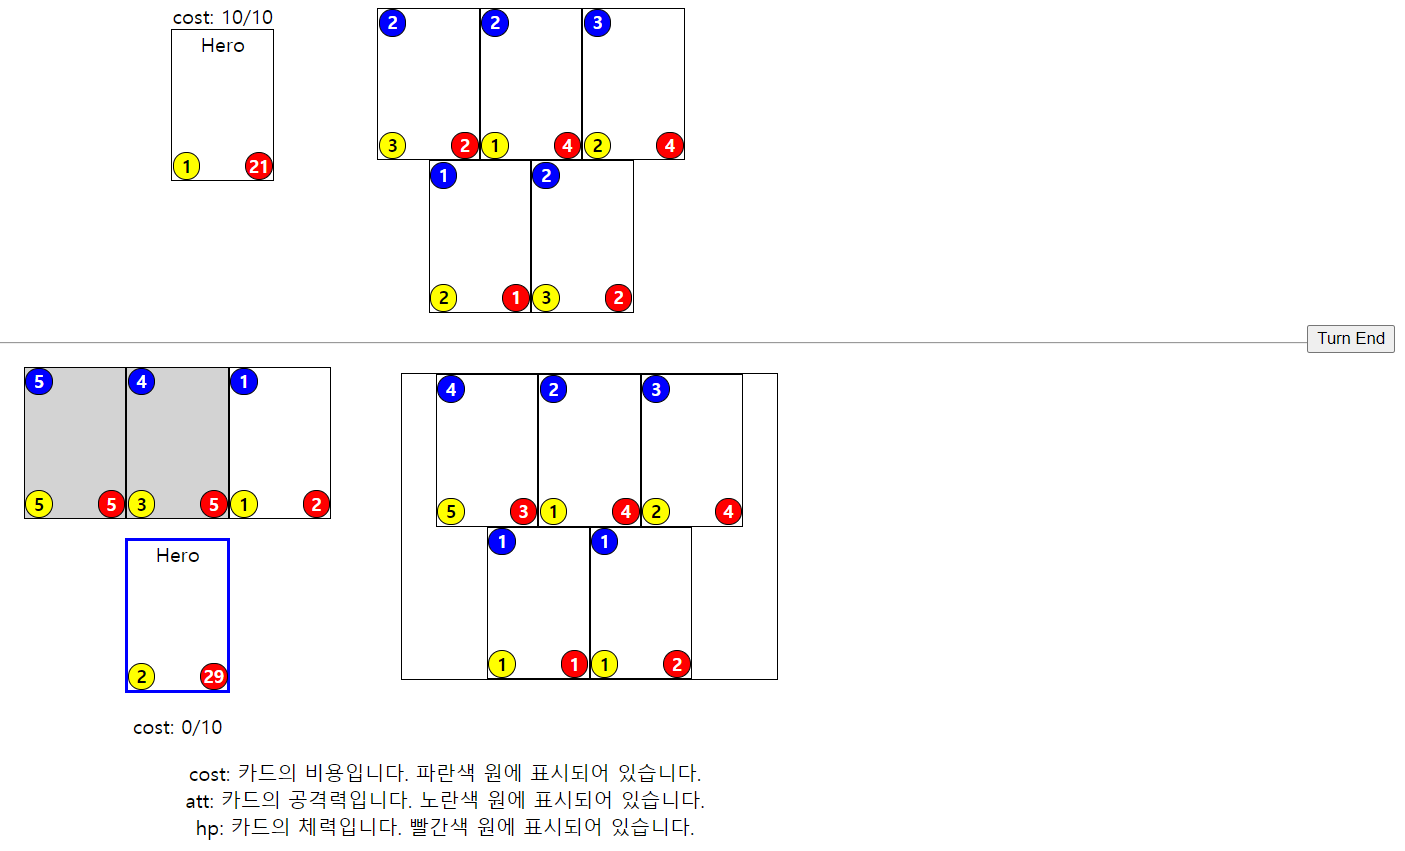 cost: 10/10
Hero
1 21
2 2 3
3 2 1 4 2 4
1 2
2 1 3 2
Turn End
5 4 1
5 5 3 5 1 2
Hero
2 29
cost: 0/10
4 2 3
5 3 1 4 2 4
1 1
1 1 1 2
cost: 카드의 비용입니다. 파란색 원에 표시되어 있습니다.
att: 카드의 공격력입니다. 노란색 원에 표시되어 있습니다.
hp: 카드의 체력입니다. 빨간색 원에 표시되어 있습니다.